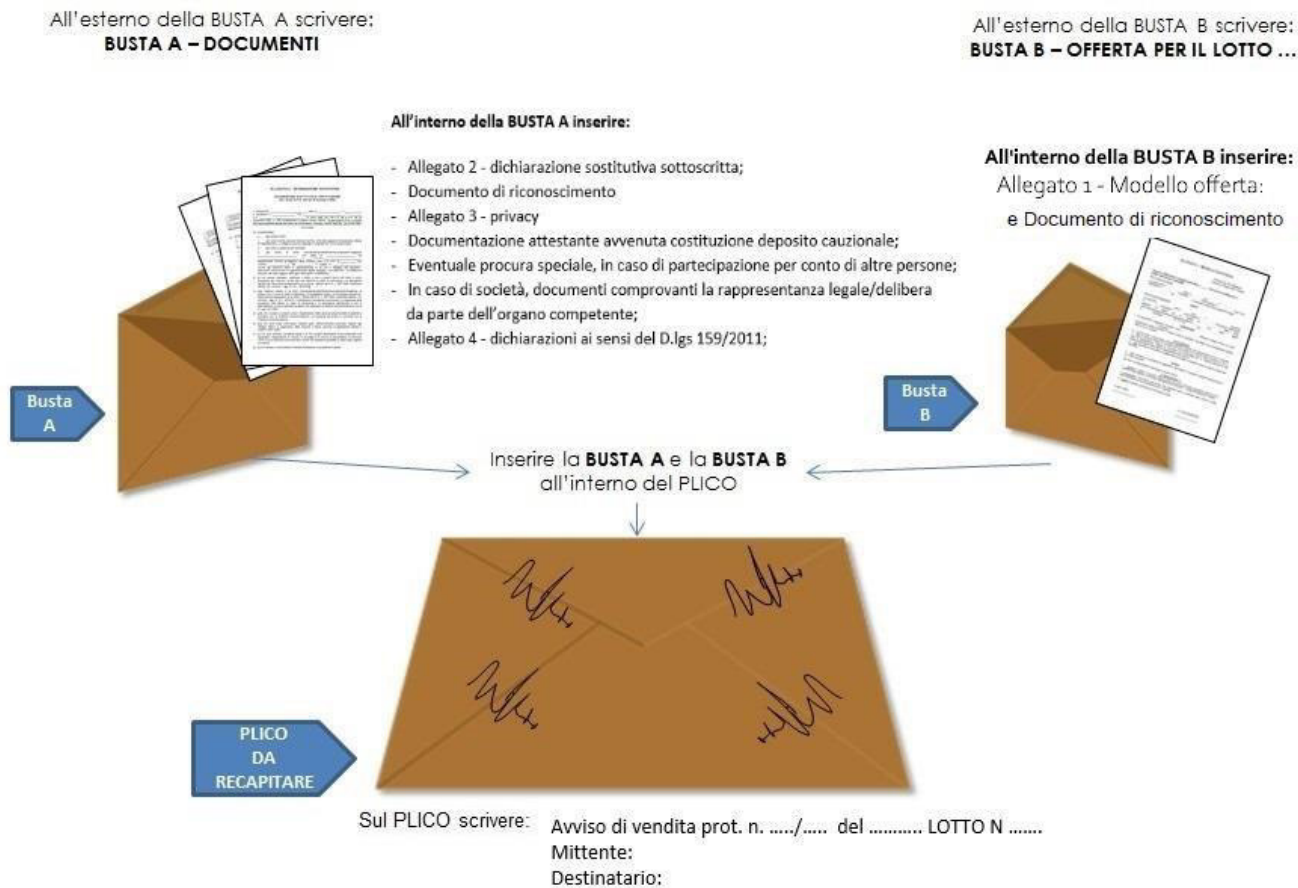 All'esterno della BUSTA A scrivere:
BUSTA A – DOCUMENTI
All'esterno della BUSTA B scrivere:
BUSTA B – OFFERTA PER IL LOTTO ...
All'interno della BUSTA A inserire:
- Allegato 2 - dichiarazione sostitutiva sottoscritta;
- Documento di riconoscimento
- Allegato 3 - privacy
- Documentazione attestante avvenuta costituzione deposito cauzionale;
- Eventuale procura speciale, in caso di partecipazione per conto di altre persone;
- In caso di società, documenti comprovanti la rappresentanza legale/delibera
da parte dell'organo competente;
- Allegato 4 - dichiarazioni ai sensi del D.lgs 159/2011;
All'interno della BUSTA B inserire:
Allegato 1 - Modello offerta:
e Documento di riconoscimento
Busta
A
Busta
B
Inserire la BUSTA A e la BUSTA B
all'interno del PLICO
PLICO
DA
RECAPITARE
Sul PLICO scrivere:
Avviso di vendita prot. n. ...../..... del ........... LOTTO N .......
Mittente:
Destinatario: